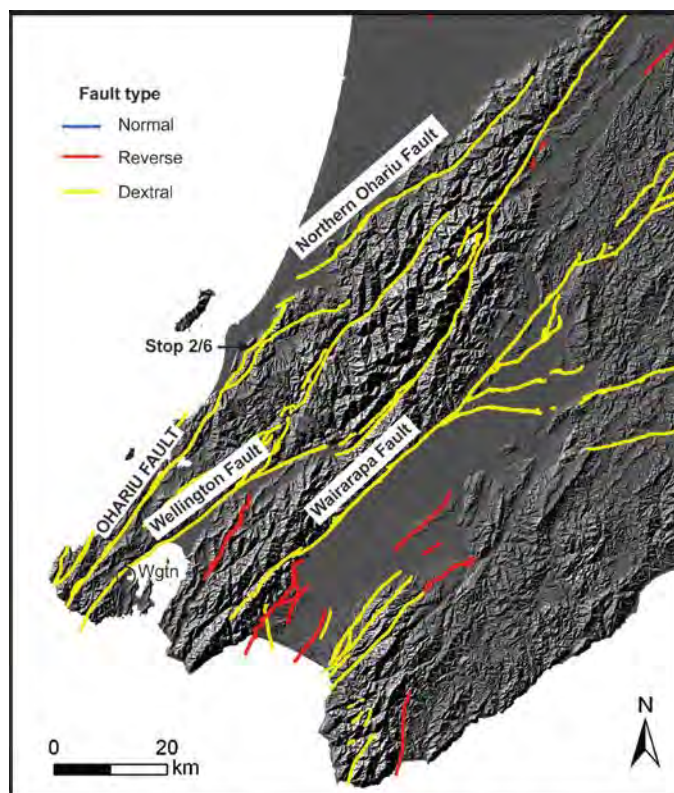 Fault type
Normal
Reverse
Dextral
Northern Ohariu Fault
Stop 2/6
OHARIU FAULT
Wellington Fault
Wairarapa Fault
Wgtn
N
0 20
km